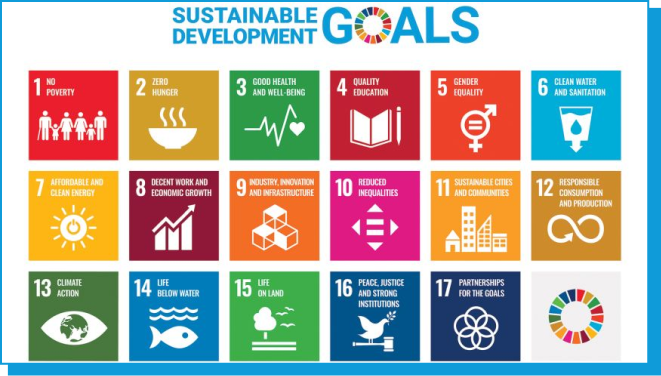 SUSTAINABLE
DEVELOPMENT GOALS
1 NO
POVERTY
2 ZERO
HUNGER
3 GOOD HEALTH
AND WELL-BEING
4 QUALITY
EDUCATION
5 GENDER
EQUALITY
6 CLEAN WATER
AND SANITATION
7 AFFORDABLE AND
CLEAN ENERGY
8 DECENT WORK AND
ECONOMIC GROWTH
9 INDUSTRY, INNOVATION
AND INFRASTRUCTURE
10 REDUCED
INEQUALITIES
11 SUSTAINABLE CITIES
AND COMMUNITIES
12 RESPONSIBLE
CONSUMPTION
AND PRODUCTION
13 CLIMATE
ACTION
14 LIFE
BELOW WATER
15 LIFE
ON LAND
16 PEACE, JUSTICE
AND STRONG
INSTITUTIONS
17 PARTNERSHIPS
FOR THE GOALS